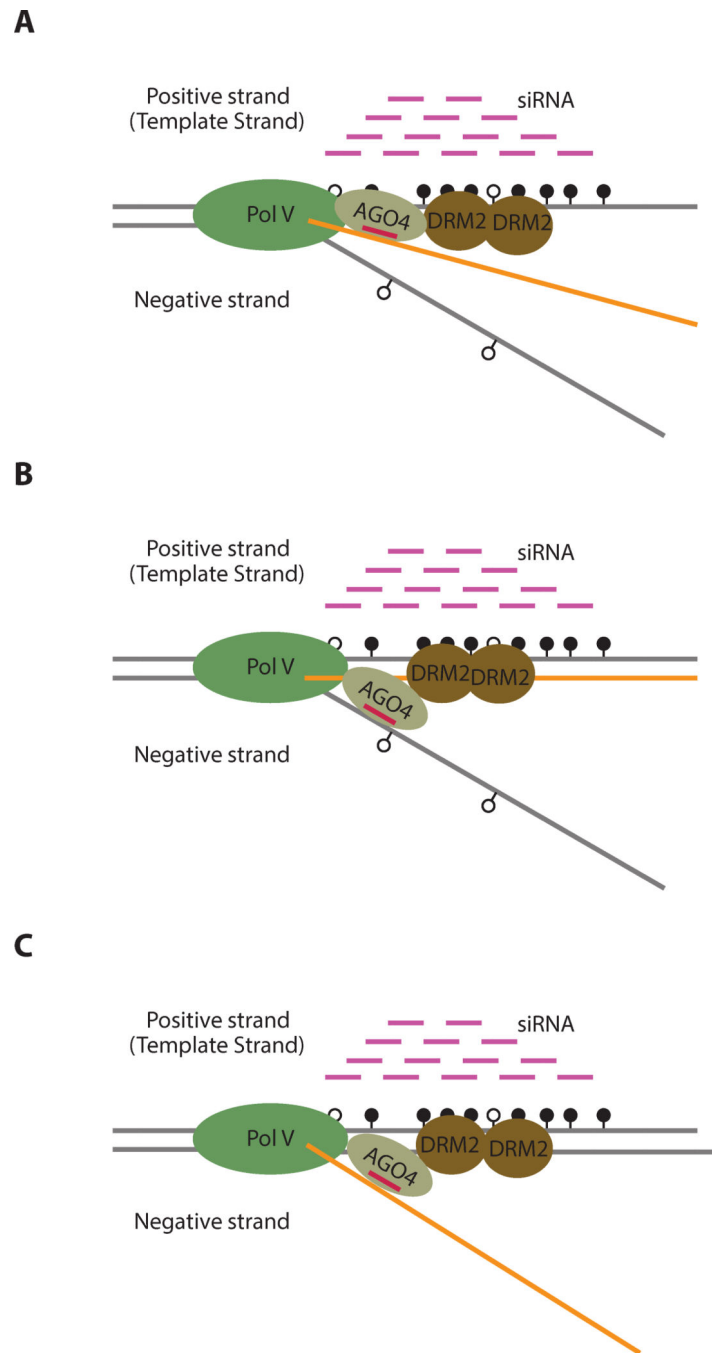 A
Positive strand
(Template Strand)
siRNA
Pol V
AGO4
DRM2
DRM2
Negative strand
B
Positive strand
(Template Strand)
siRNA
Pol V
AGO4
DRM2
DRM2
Negative strand
C
Positive strand
(Template Strand)
siRNA
Pol V
AGO4
DRM2
DRM2
Negative strand